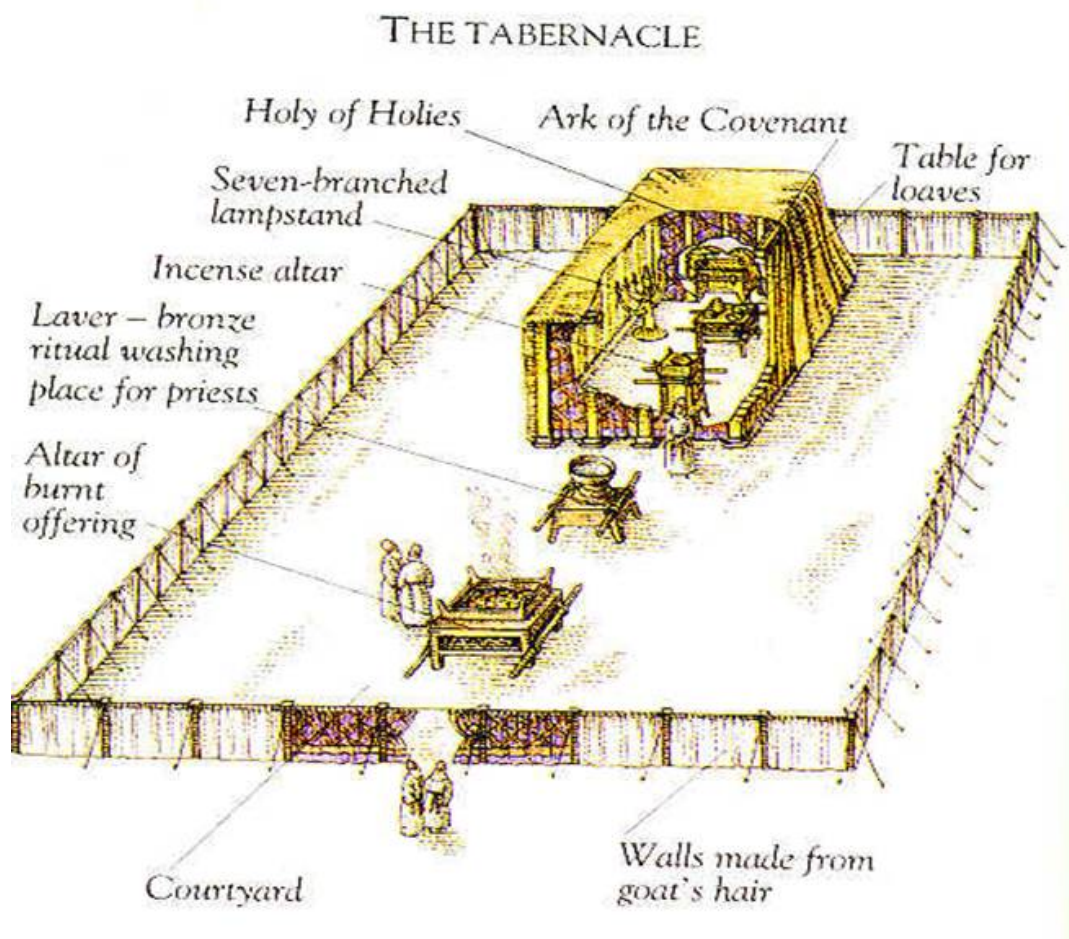 THE TABERNACLE
Holy of Holies
Ark of the Covenant
Table for
loaves
Seven-branched
lampstand
Incense altar
Laver – bronze
ritual washing
place for priests
Altar of
burnt
offering
Courtyard
Walls made from
goat's hair